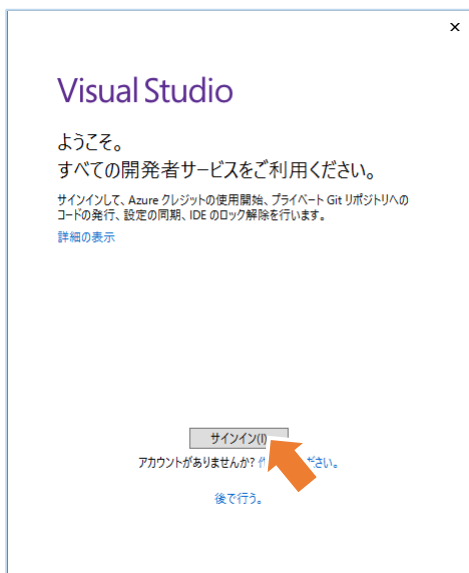 Visual Studio
ようこそ。
すべての開発者サービスをご利用ください。
サインインして、Azure クレジットの使用開始、プライベート Git リポジトリへの
コードの発行、設定の同期、IDE のロック解除を行います。
詳細の表示
サインイン(I)
アカウントがありませんか? ださい。
後で行う。